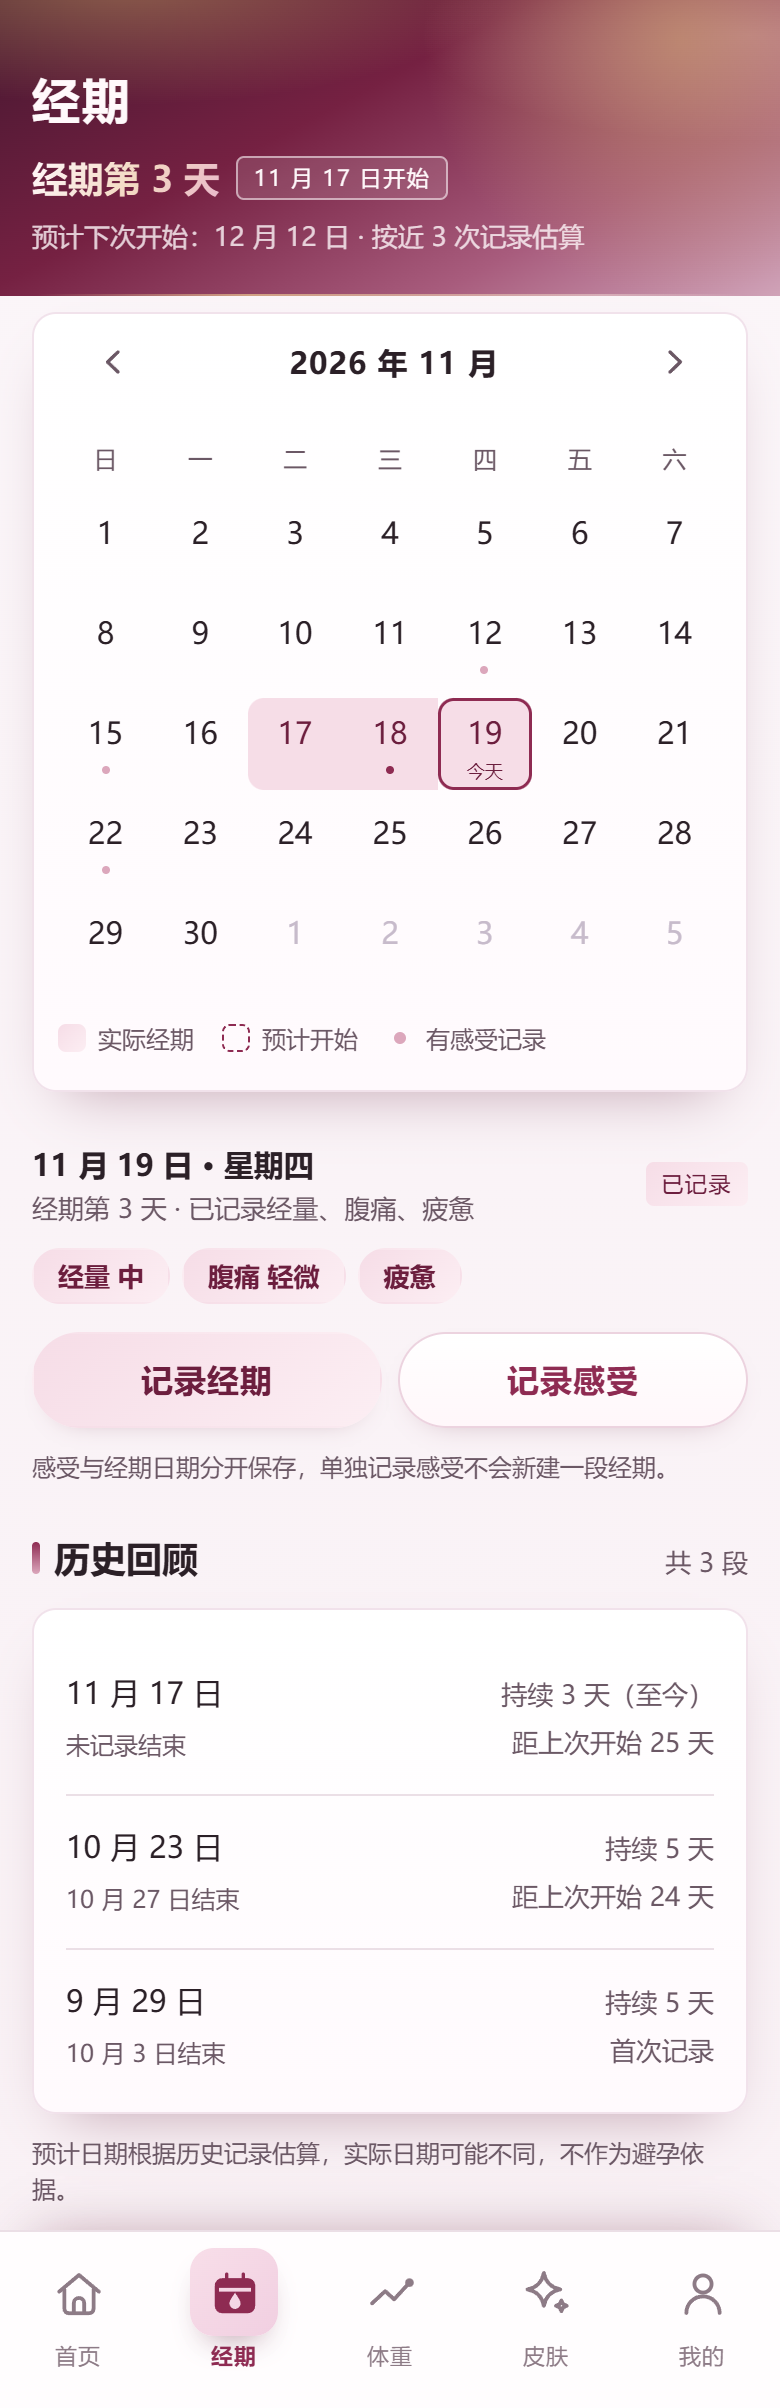 经期
经期第 3 天 11 月 17 日开始
预计下次开始：12 月 12 日 · 按近 3 次记录估算
2026 年 11 月
日 一 二 三 四 五 六
1 2 3 4 5 6 7
8 9 10 11 12 13 14
15 16 17 18 19 20 21
今天
22 23 24 25 26 27 28
29 30 1 2 3 4 5
实际经期 预计开始 有感受记录
11 月 19 日 • 星期四
已记录
经期第 3 天 · 已记录经量、腹痛、疲惫
经量 中 腹痛 轻微 疲惫
记录经期 记录感受
感受与经期日期分开保存，单独记录感受不会新建一段经期。
历史回顾 共 3 段
11 月 17 日 持续 3 天（至今）
未记录结束 距上次开始 25 天
10 月 23 日 持续 5 天
10 月 27 日结束 距上次开始 24 天
9 月 29 日 持续 5 天
10 月 3 日结束 首次记录
预计日期根据历史记录估算，实际日期可能不同，不作为避孕依
据。
首页 经期 体重 皮肤 我的